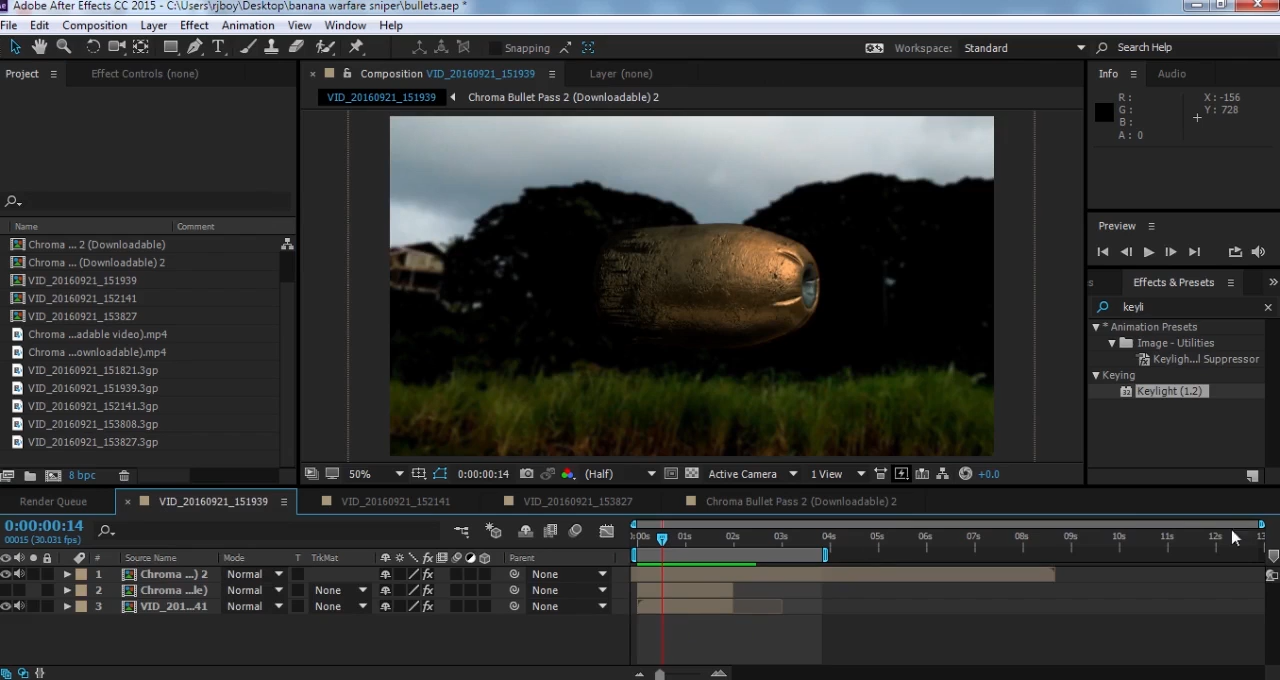 Adobe After Effects CC 2015 - C:\Users\rjboy\Desktop\banana warfare sniper\bullets.aep *
File Edit Composition Layer Effect Animation View Window Help
Snapping
Workspace: Standard
Search Help
Project
Effect Controls (none)
Composition VID_20160921_151939
Layer (none)
Info
Audio
VID_20160921_151939
Chroma Bullet Pass 2 (Downloadable) 2
R :
G :
B :
A : 0
X : -156
Y : 728
Name Comment
Chroma ... 2 (Downloadable)
Chroma ... (Downloadable) 2
VID_20160921_151939
VID_20160921_152141
VID_20160921_153827
Chroma ...adable video).mp4
Chroma ...ownloadable).mp4
VID_20160921_151821.3gp
VID_20160921_151939.3gp
VID_20160921_152141.3gp
VID_20160921_153808.3gp
VID_20160921_153827.3gp
8 bpc
Preview
Effects & Presets
keyli
* Animation Presets
Image - Utilities
Keyligh...l Suppressor
Keying
32
Keylight (1.2)
50%
0:00:00:14
(Half)
Active Camera
1 View
+0.0
Render Queue
VID_20160921_151939
VID_20160921_152141
VID_20160921_153827
Chroma Bullet Pass 2 (Downloadable) 2
0:00:00:14
00015 (30.031 fps)
:00s 01s 02s 03s 04s 05s 06s 07s 08s 09s 10s 11s 12s 13
# Source Name Mode T TrkMat Parent
1 Chroma ...) 2 Normal None
2 Chroma ...le) Normal None None
3 VID_201...41 Normal None None